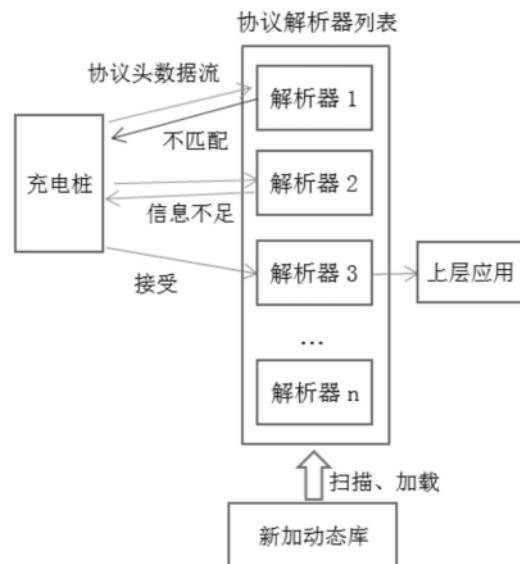 协议解析器列表
协议头数据流
解析器 1
不匹配
充电桩
解析器 2
信息不足
解析器 3
上层应用
接受
...
解析器 n
扫描、加载
新加动态库